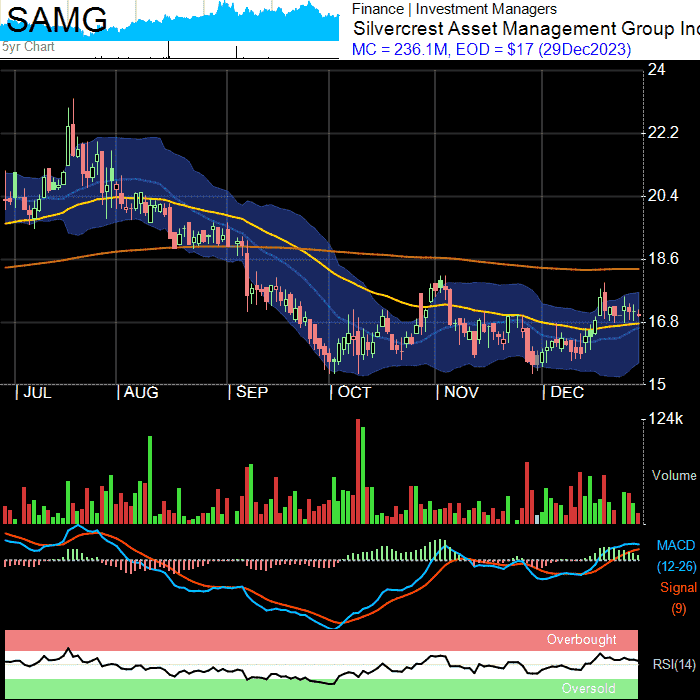 SAMG
5yr Chart
Finance | Investment Managers
Silvercrest Asset Management Group Inc
MC = 236.1M, EOD = $17 (29Dec2023)
24
22.2
20.4
18.6
16.8
15
| JUL | AUG | SEP | OCT | NOV | DEC
124k
Volume
MACD
(12-26)
Signal
(9)
Overbought
RSI(14)
Oversold